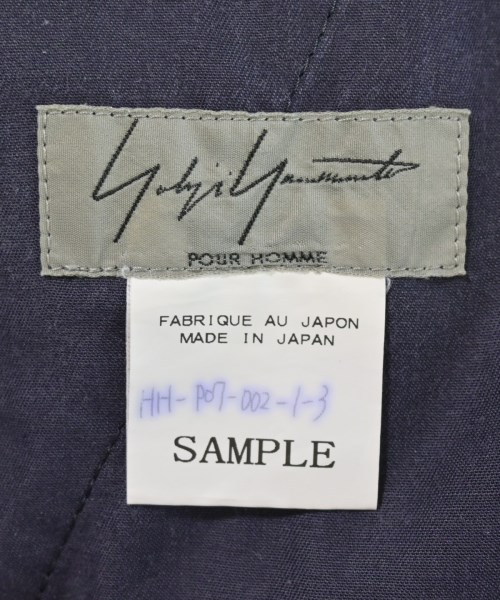 Yohji Yamamoto
POUR HOMME
FABRIQUE AU JAPON
MADE IN JAPAN
HH-P07-002-1-3
SAMPLE